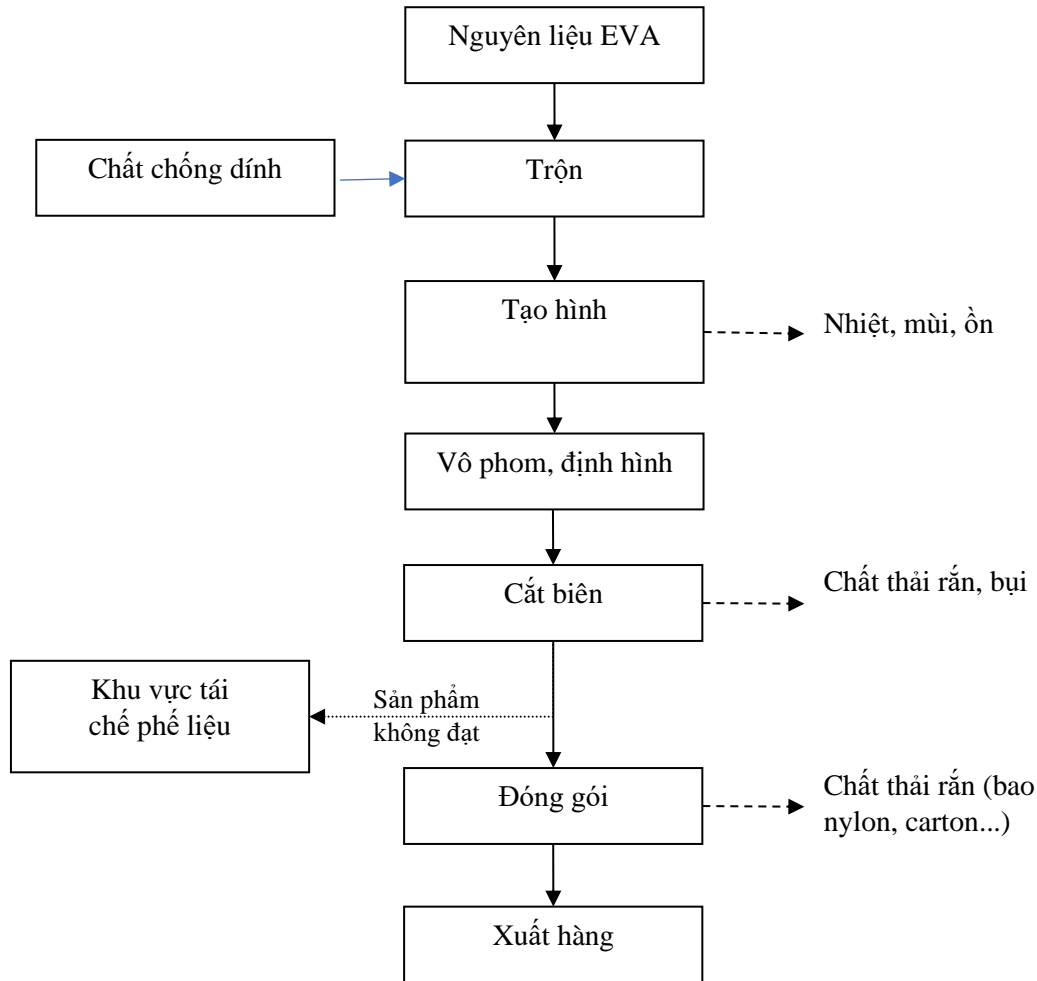 Nguyên liệu EVA
Chất chống dính
Trộn
Tạo hình
Nhiệt, mùi, ồn
Vô phom, định hình
Cắt biên
Chất thải rắn, bụi
Khu vực tái
chế phế liệu
Sản phẩm
không đạt
Đóng gói
Chất thải rắn (bao
nylon, carton...)
Xuất hàng